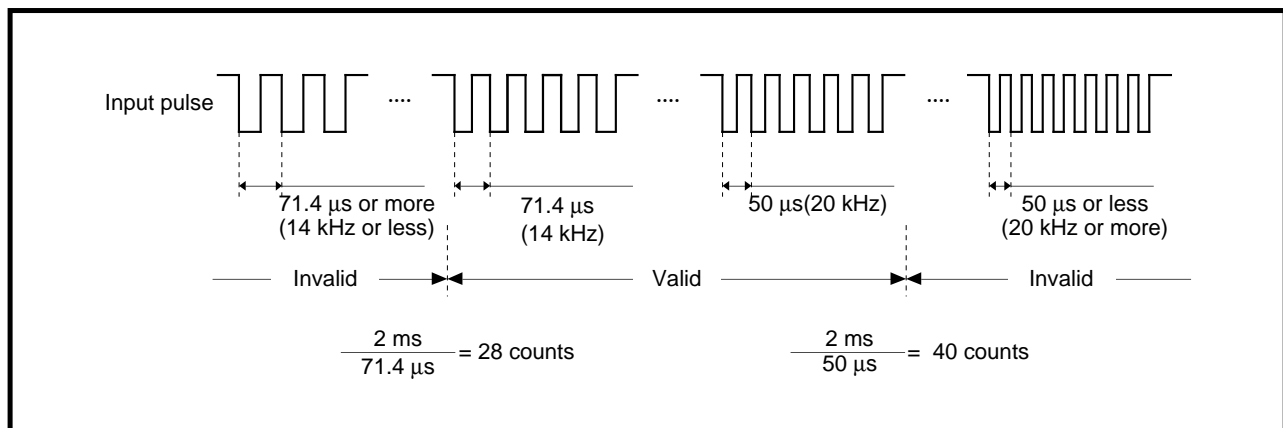 Input pulse
....
....
....
71.4 μs or more
(14 kHz or less)
71.4 μs
(14 kHz)
50 μs(20 kHz)
50 μs or less
(20 kHz or more)
Invalid
Valid
Invalid
2 ms
71.4 μs
= 28 counts
2 ms
50 μs
= 40 counts